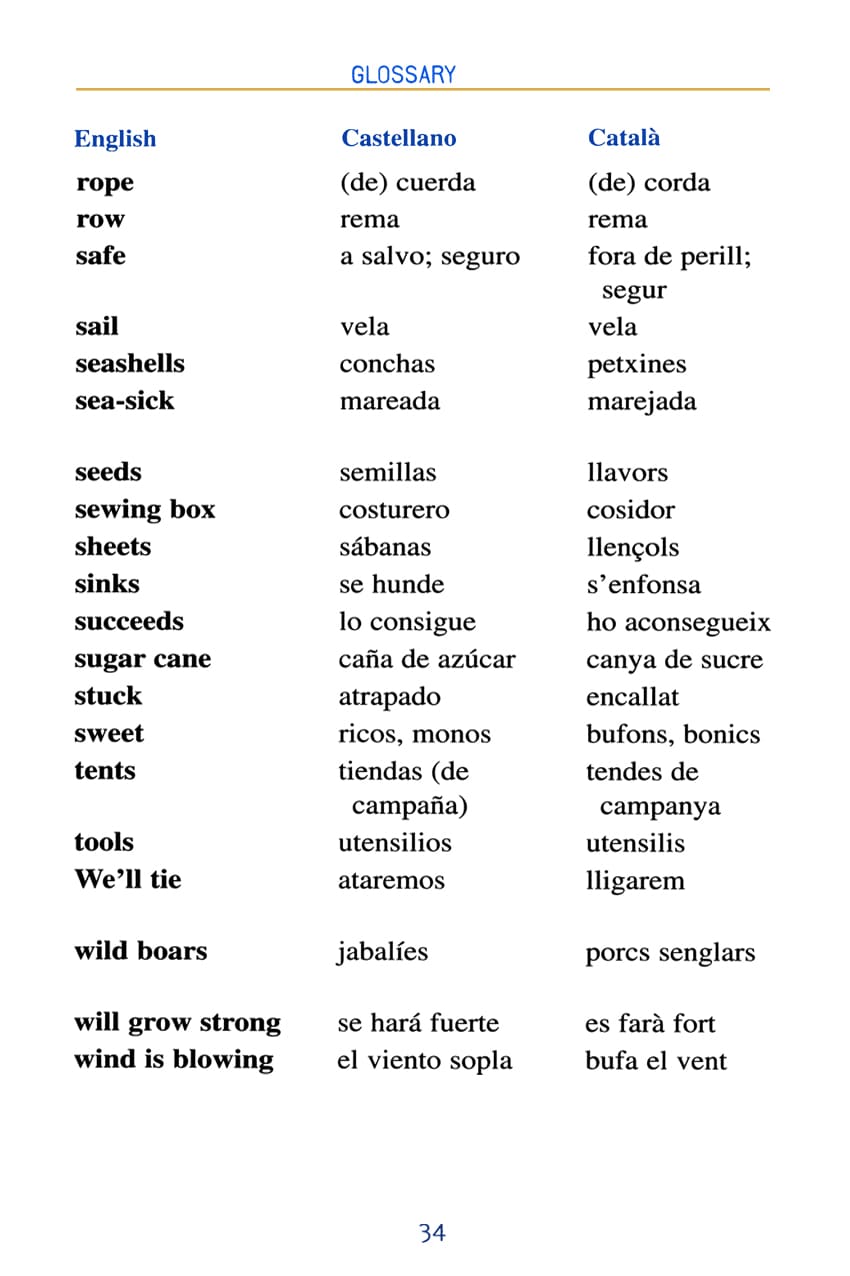 GLOSSARY
English Castellano Català
rope (de) cuerda (de) corda
row rema rema
safe a salvo; seguro fora de perill;
segur
sail vela vela
seashells conchas petxines
sea-sick mareada marejada
seeds semillas llavors
sewing box costurero cosidor
sheets sábanas llençols
sinks se hunde s’enfonsa
succeeds lo consigue ho aconsegueix
sugar cane caña de azúcar canya de sucre
stuck atrapado encallat
sweet ricos, monos bufons, bonics
tents tiendas (de tendes de
campaña) campanya
tools utensilios utensilis
We’ll tie ataremos lligarem
wild boars jabalíes porcs senglars
will grow strong se hará fuerte es farà fort
wind is blowing el viento sopla bufa el vent
34